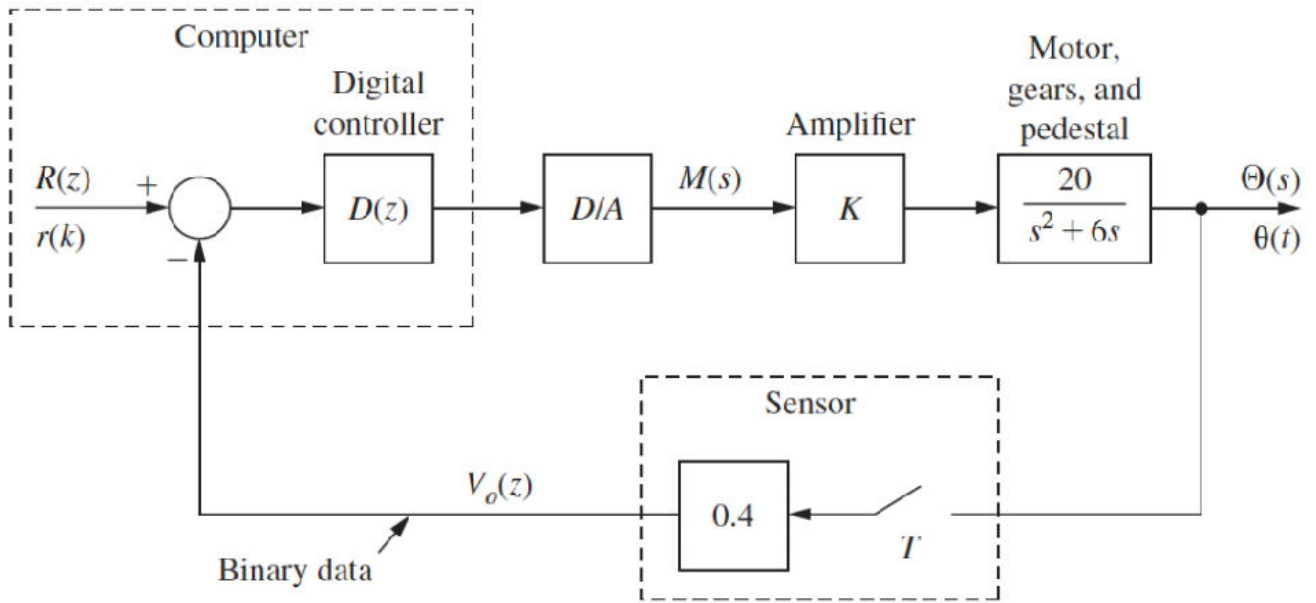 Computer
Digital
controller
R(z)
+
r(k)
−
D(z)
D/A
M(s)
Amplifier
K
Motor,
gears, and
pedestal
20
s² + 6s
Θ(s)
θ(t)
Sensor
0.4
T
Vₒ(z)
Binary data